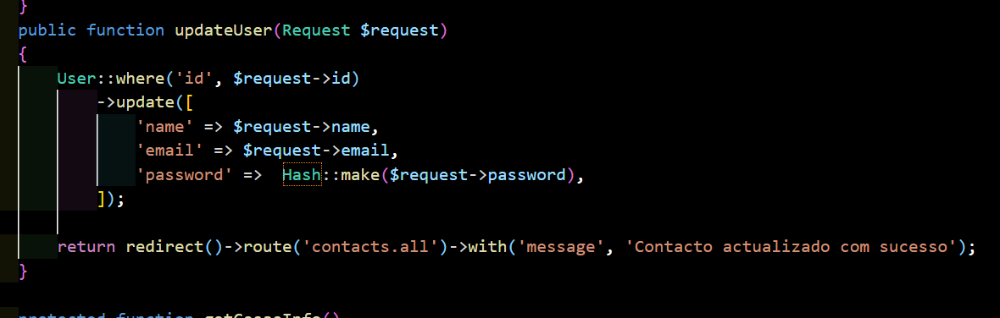 }
public function updateUser(Request $request)
{
User::where('id', $request->id)
->update([
'name' => $request->name,
'email' => $request->email,
'password' =>  Hash::make($request->password),
]);
return redirect()->route('contacts.all')->with('message', 'Contacto actualizado com sucesso');
}
protected function getCesaeInfo()